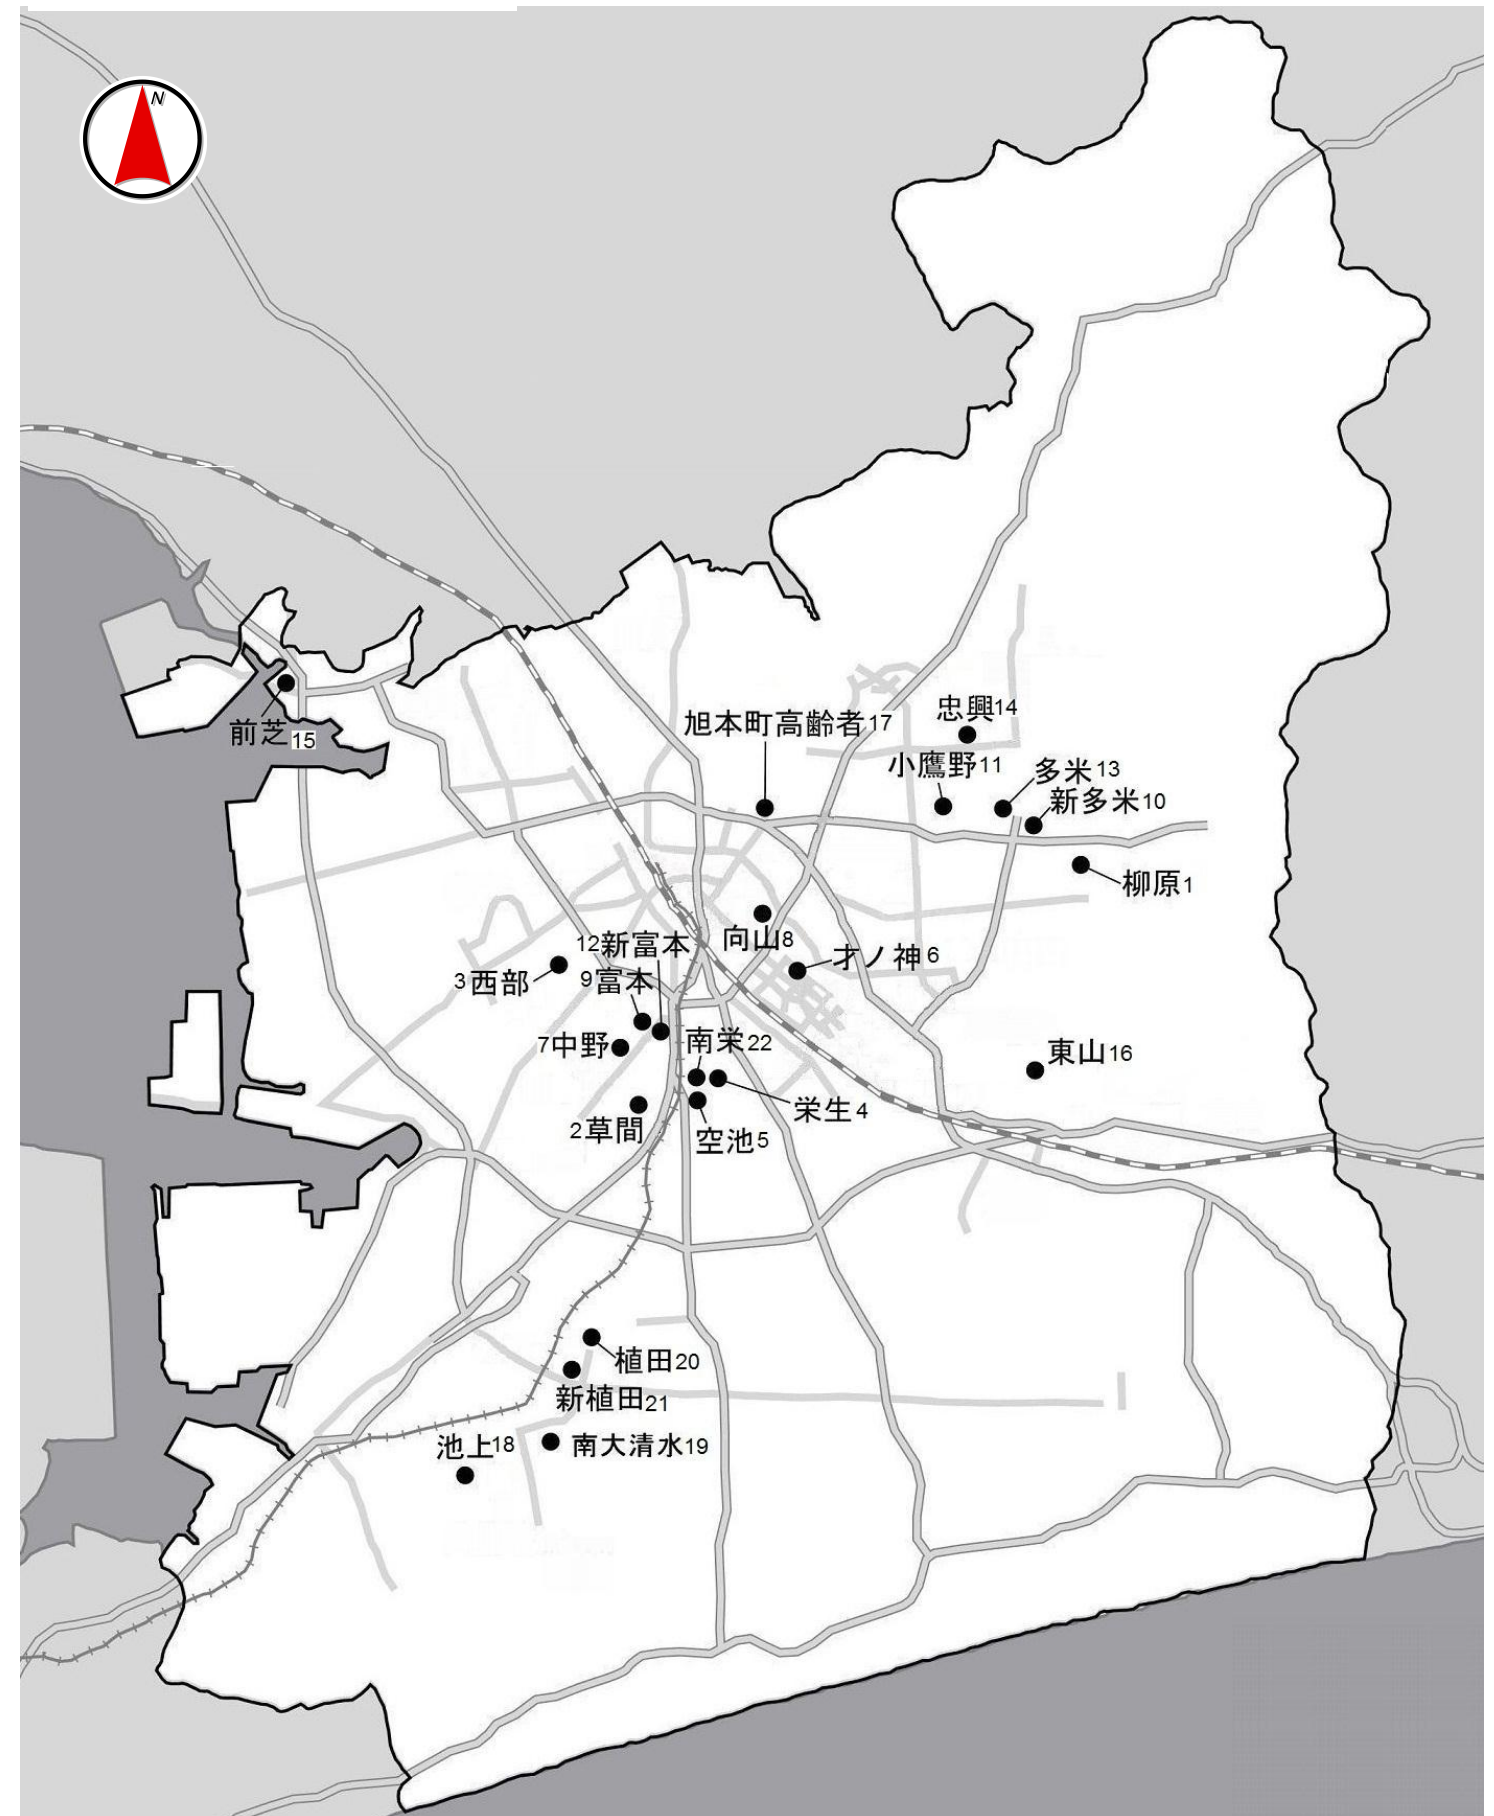 N
忠興14
旭本町高齢者17
前芝15
小鷹野11
多米13
新多米10
柳原1
12新富本
向山8
才ノ神6
3西部
9富本
7中野
南栄22
東山16
栄生4
2草間
空池5
植田20
新植田21
池上18
南大清水19